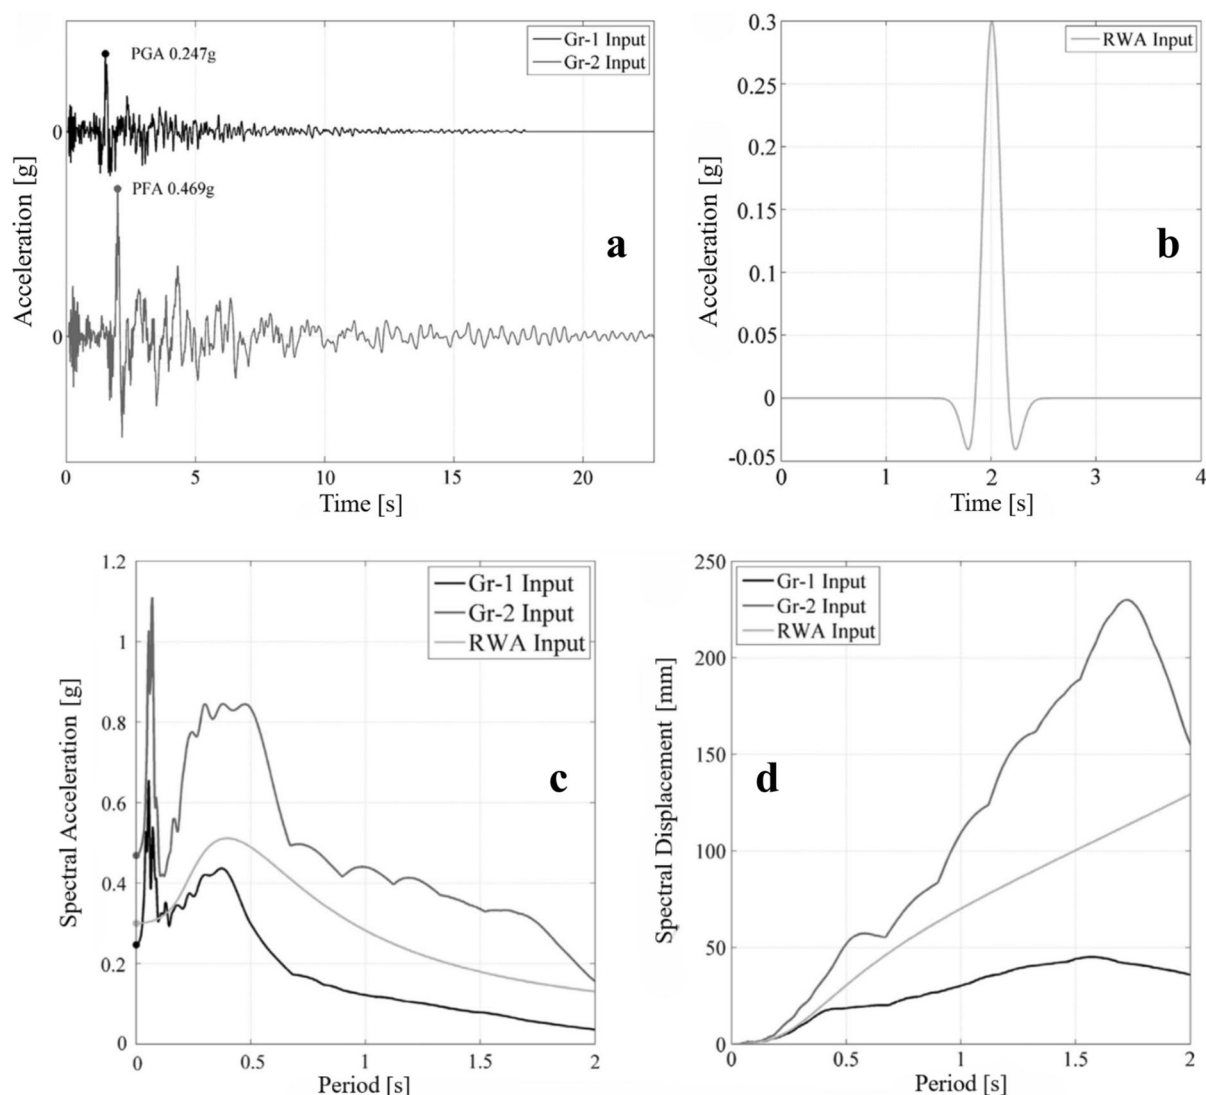 PGA 0.247g
Gr-1 Input
Gr-2 Input
0
PFA 0.469g
0
Acceleration [g]
a
0 5 10 15 20
Time [s]
RWA Input
0.3
0.25
0.2
0.15
0.1
0.05
0
-0.05
Acceleration [g]
b
0 1 2 3 4
Time [s]
1.2
1
0.8
0.6
0.4
0.2
0
Spectral Acceleration [g]
Gr-1 Input
Gr-2 Input
RWA Input
c
0 0.5 1 1.5 2
Period [s]
250
200
150
100
50
0
Spectral Displacement [mm]
Gr-1 Input
Gr-2 Input
RWA Input
d
0 0.5 1 1.5 2
Period [s]